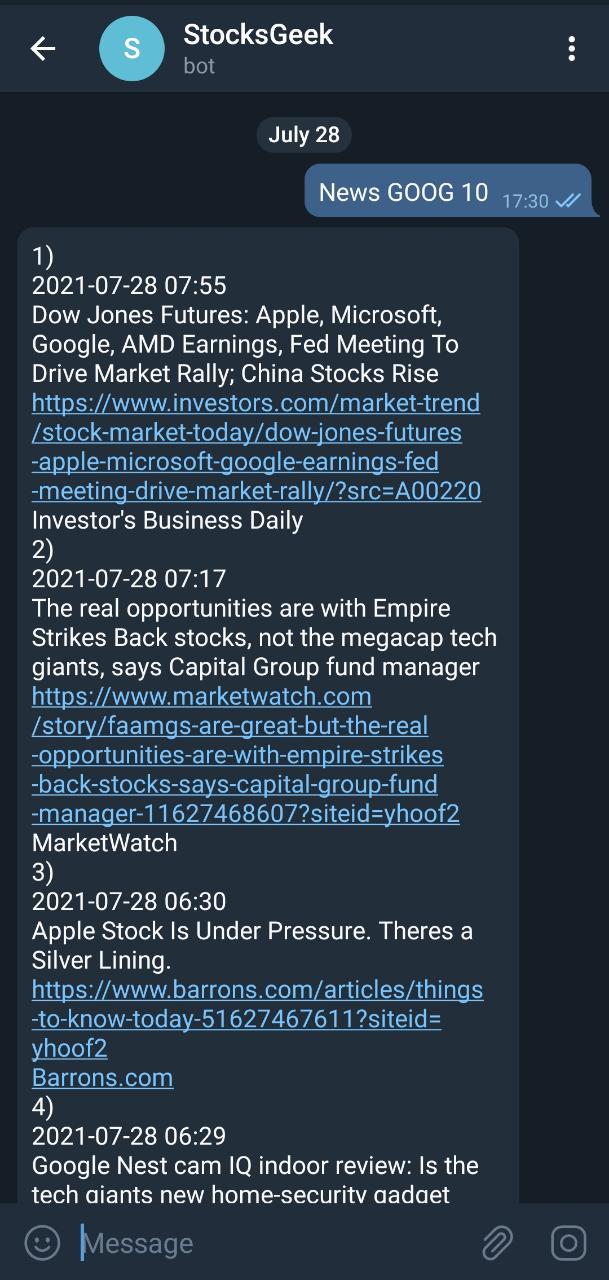 S
StocksGeek
bot
July 28
News GOOG 10 17:30
1)
2021-07-28 07:55
Dow Jones Futures: Apple, Microsoft,
Google, AMD Earnings, Fed Meeting To
Drive Market Rally; China Stocks Rise
https://www.investors.com/market-trend
/stock-market-today/dow-jones-futures
-apple-microsoft-google-earnings-fed
-meeting-drive-market-rally/?src=A00220
Investor's Business Daily
2)
2021-07-28 07:17
The real opportunities are with Empire
Strikes Back stocks, not the megacap tech
giants, says Capital Group fund manager
https://www.marketwatch.com
/story/faamgs-are-great-but-the-real
-opportunities-are-with-empire-strikes
-back-stocks-says-capital-group-fund
-manager-11627468607?siteid=yhoof2
MarketWatch
3)
2021-07-28 06:30
Apple Stock Is Under Pressure. Theres a
Silver Lining.
https://www.barrons.com/articles/things
-to-know-today-51627467611?siteid=
yhoof2
Barrons.com
4)
2021-07-28 06:29
Google Nest cam IQ indoor review: Is the
tech giants new home-security gadget
Message